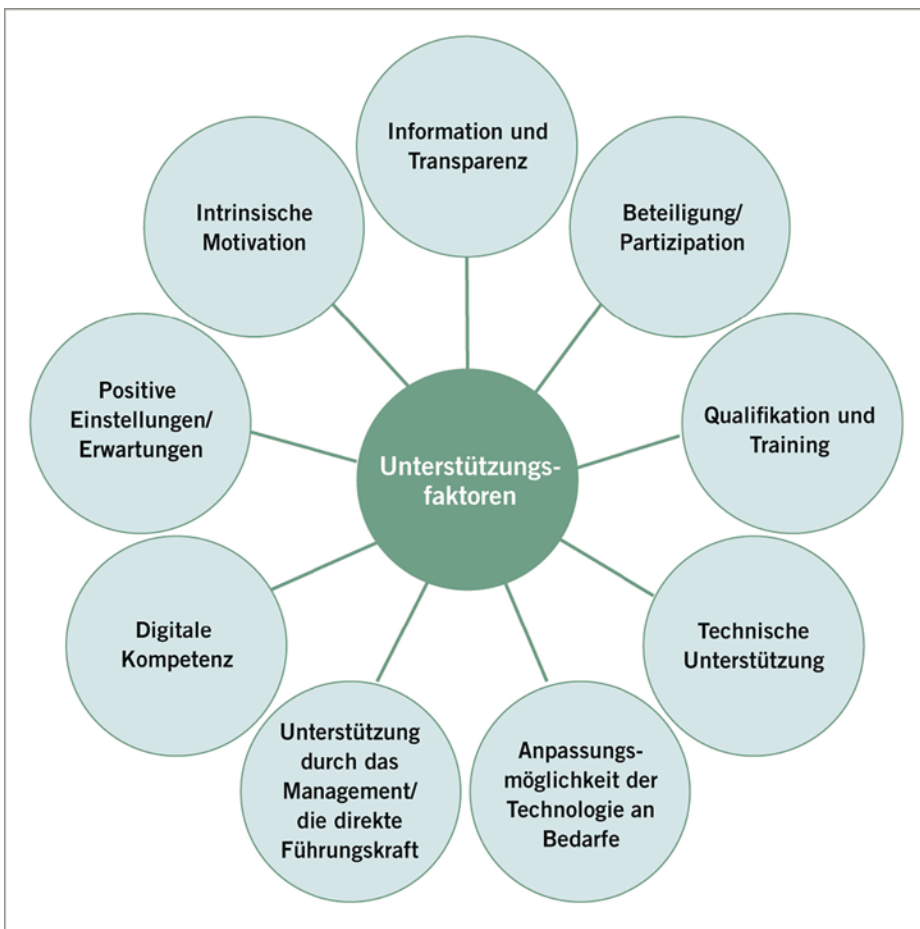 Information und
Transparenz
Beteiligung/
Partizipation
Qualifikation und
Training
Technische
Unterstützung
Anpassungs-
möglichkeit der
Technologie an
Bedarfe
Unterstützung
durch das
Management/
die direkte
Führungskraft
Digitale
Kompetenz
Positive
Einstellungen/
Erwartungen
Intrinsische
Motivation
Unterstützungs-
faktoren